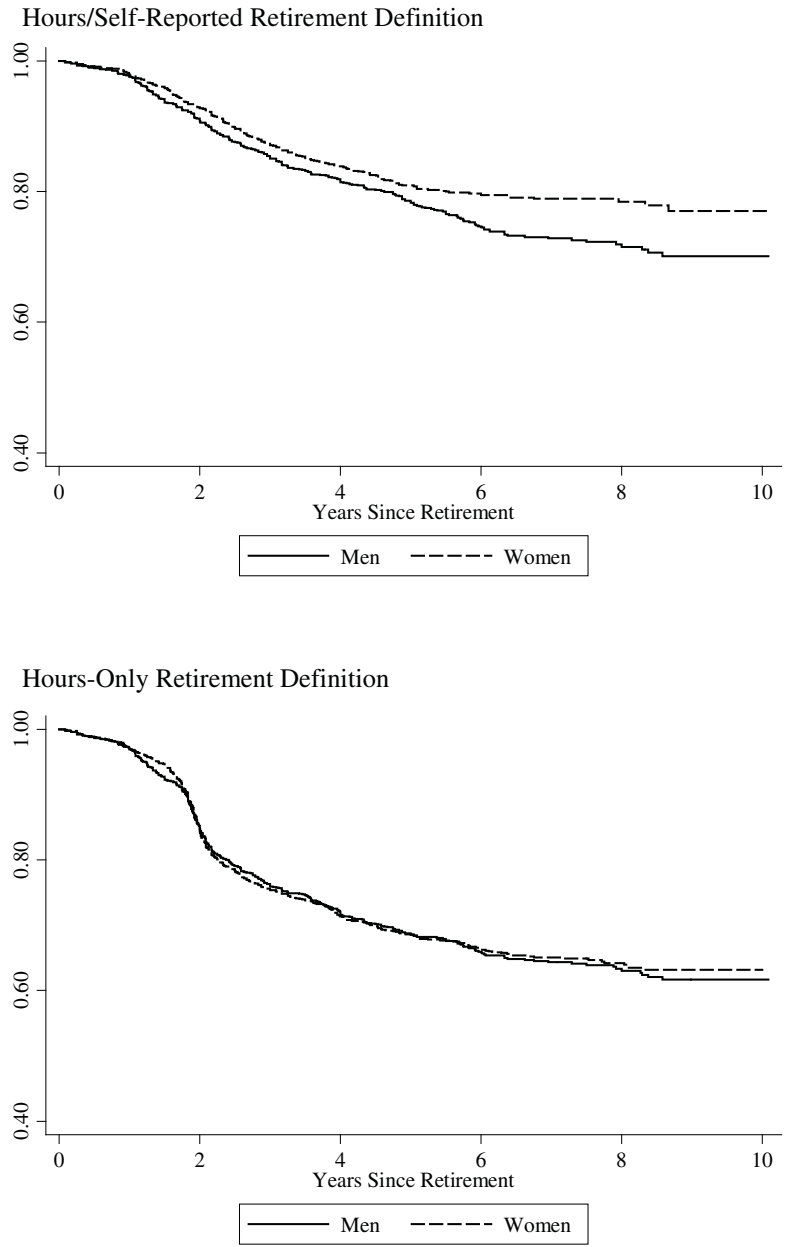 Hours/Self-Reported Retirement Definition
1.00
0.80
0.60
0.40
0 2 4 6 8 10
Years Since Retirement
Men Women
Hours-Only Retirement Definition
1.00
0.80
0.60
0.40
0 2 4 6 8 10
Years Since Retirement
Men Women